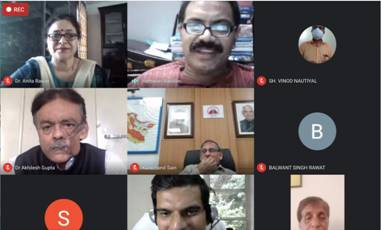 REC
Dr. Anita Rawat
SH. VINOD NAUTIYAL
Dr Akhilesh Gupta
B
BALWANT SINGH RAWAT
S